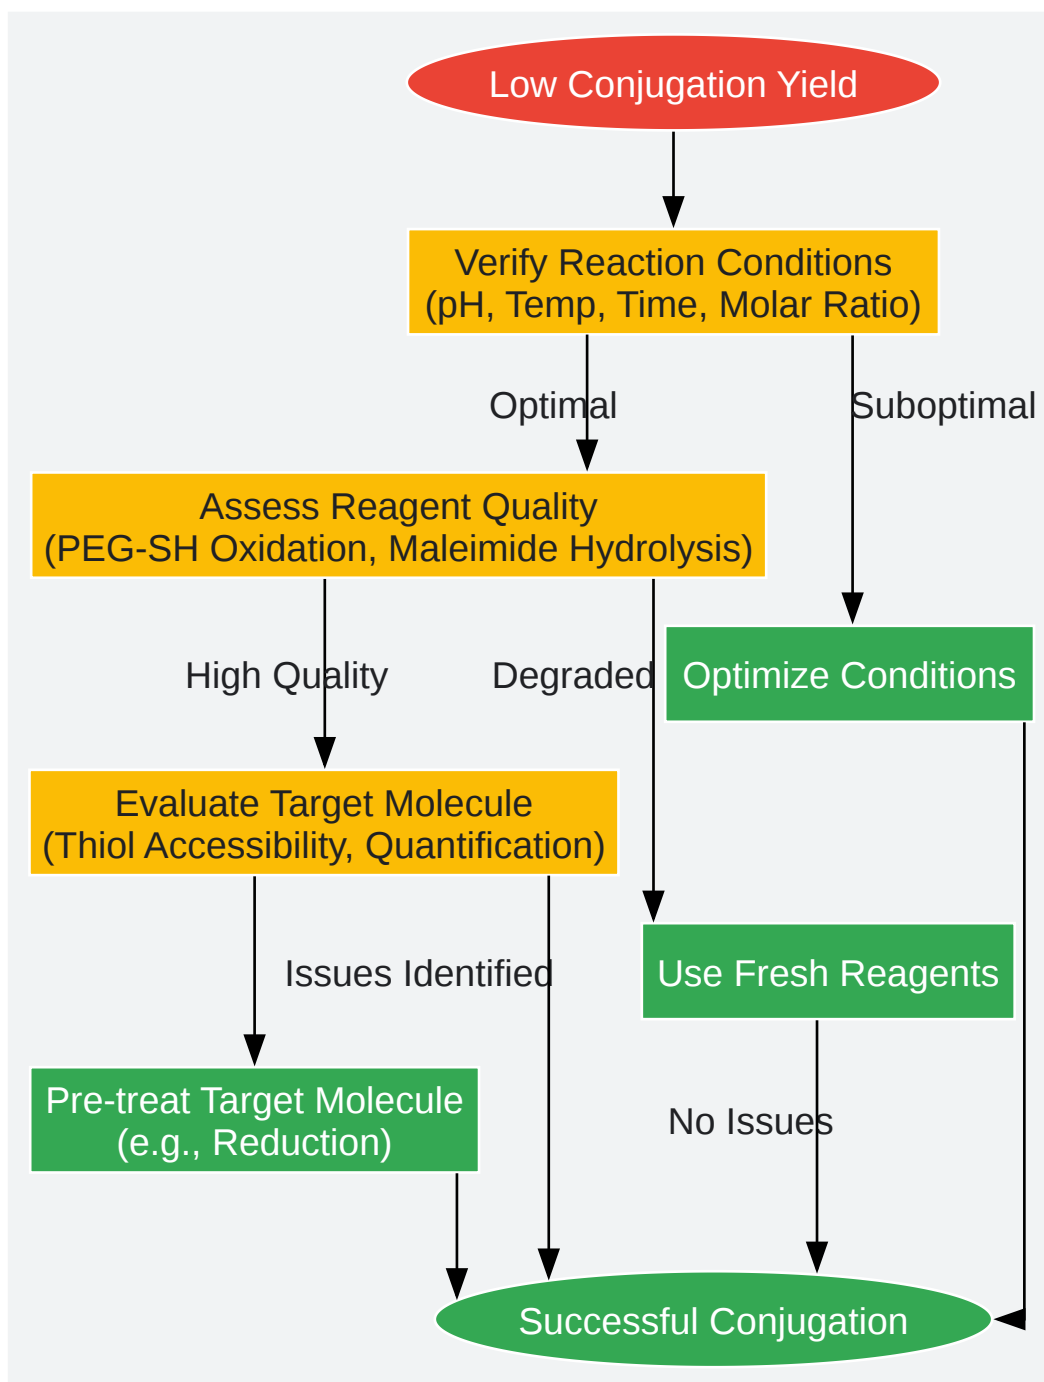 Low Conjugation Yield
Verify Reaction Conditions
(pH, Temp, Time, Molar Ratio)
Optimal
Suboptimal
Assess Reagent Quality
(PEG-SH Oxidation, Maleimide Hydrolysis)
High Quality
Degraded
Optimize Conditions
Evaluate Target Molecule
(Thiol Accessibility, Quantification)
Issues Identified
Use Fresh Reagents
Pre-treat Target Molecule
(e.g., Reduction)
No Issues
Successful Conjugation